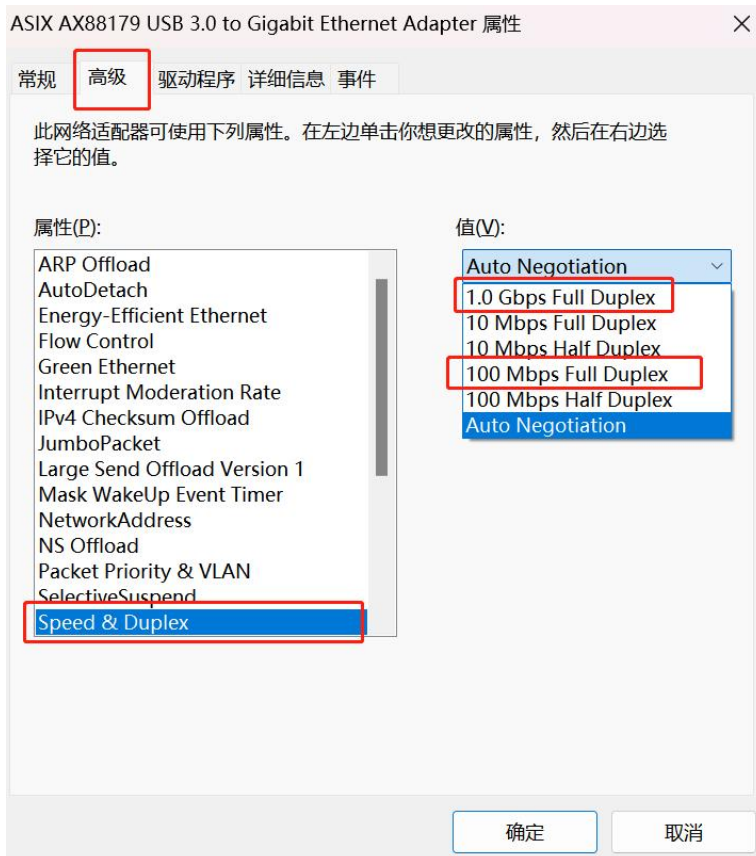 ASIX AX88179 USB 3.0 to Gigabit Ethernet Adapter 属性
常规 高级 驱动程序 详细信息 事件
此网络适配器可使用下列属性。在左边单击你想更改的属性，然后在右边选
择它的值。
属性(P):
ARP Offload
AutoDetach
Energy-Efficient Ethernet
Flow Control
Green Ethernet
Interrupt Moderation Rate
IPv4 Checksum Offload
JumboPacket
Large Send Offload Version 1
Mask WakeUp Event Timer
NetworkAddress
NS Offload
Packet Priority & VLAN
SelectiveSuspend
Speed & Duplex
值(V):
Auto Negotiation
1.0 Gbps Full Duplex
10 Mbps Full Duplex
10 Mbps Half Duplex
100 Mbps Full Duplex
100 Mbps Half Duplex
Auto Negotiation
确定 取消